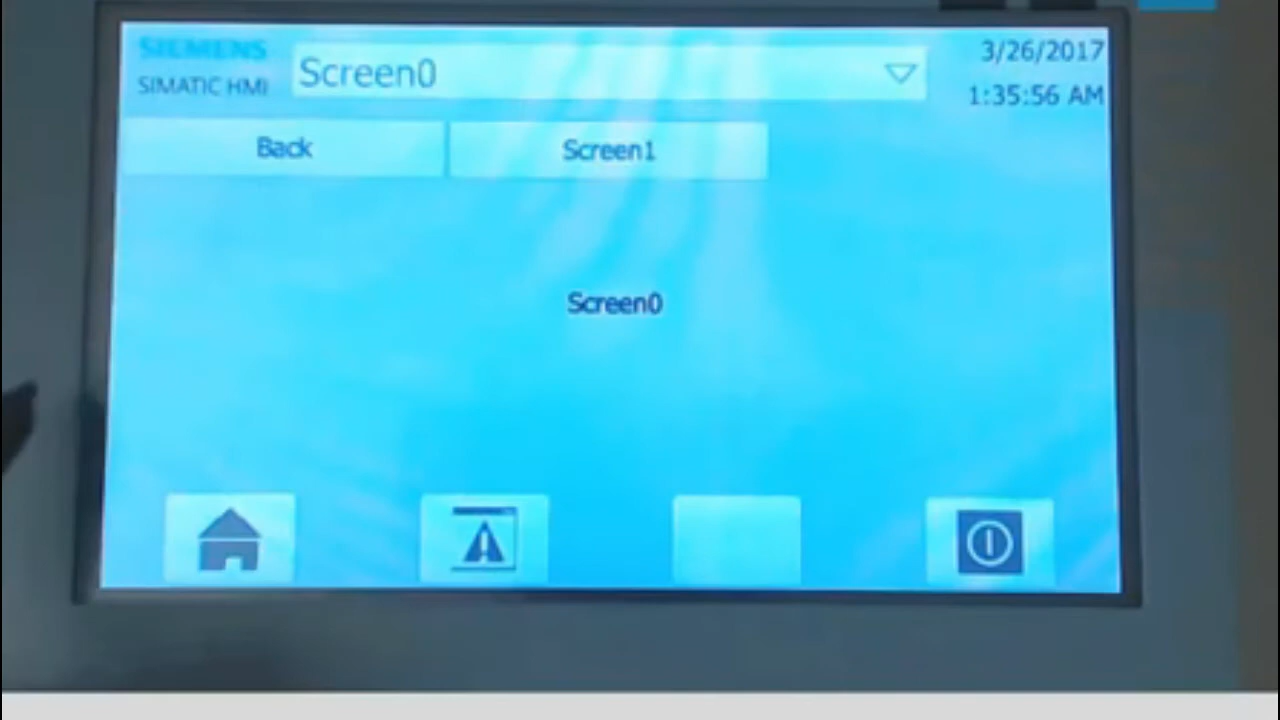 SIEMENS
SIMATIC HMI
Screen0
3/26/2017
1:35:56 AM
Back
Screen1
Screen0